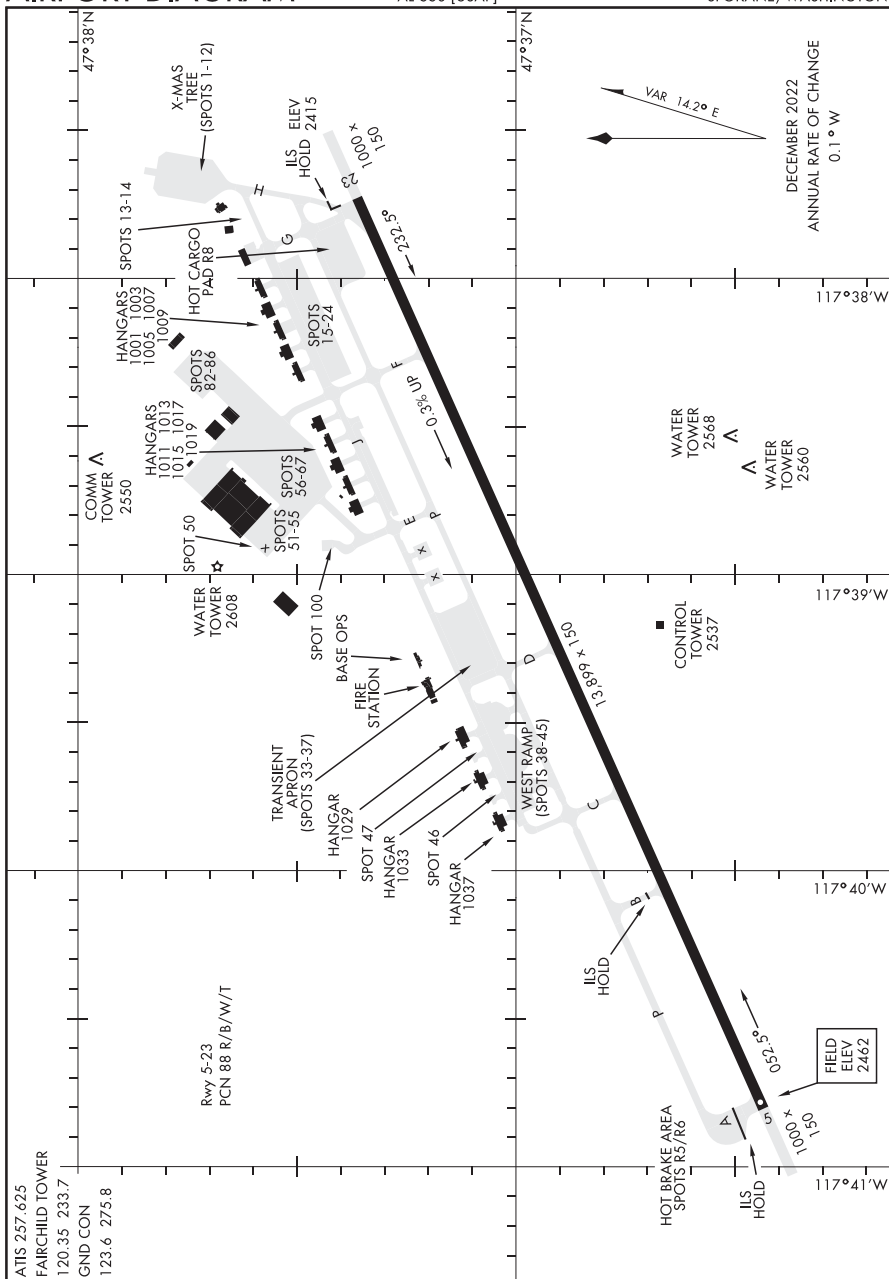 ATIS 257.625
FAIRCHILD TOWER
120.35 233.7
GND CON
123.6 275.8
Rwy 5-23
PCN 88 R/B/W/T
47°38'N
47°37'N
X-MAS
TREE
(SPOTS 1-12)
SPOTS 13-14
HOT CARGO
PAD R8
HANGARS
1001 1003
1005 1007
1009
SPOTS
82-86
HANGARS
1011 1013
1015 1017
1019
COMM
TOWER
2550
SPOT 50
SPOTS
51-55
SPOTS
56-67
SPOTS
15-24
WATER
TOWER
2608
SPOT 100
BASE OPS
FIRE
STATION
TRANSIENT
APRON
(SPOTS 33-37)
HANGAR
1029
SPOT 47
HANGAR
1033
SPOT 46
HANGAR
1037
WEST RAMP
(SPOTS 38-45)
ILS
HOLD
ELEV
2415
1000 ×
150
23
232.5°
0.3% UP
13,899 × 150
052.5°
5
1000 ×
150
FIELD
ELEV
2462
ILS
HOLD
ILS
HOLD
HOT BRAKE AREA
SPOTS R5/R6
A
B
C
D
E
F
G
H
J
P
P
X X
CONTROL
TOWER
2537
WATER
TOWER
2568
WATER
TOWER
2560
VAR 14.2° E
DECEMBER 2022
ANNUAL RATE OF CHANGE
0.1° W
117°38'W
117°39'W
117°40'W
117°41'W